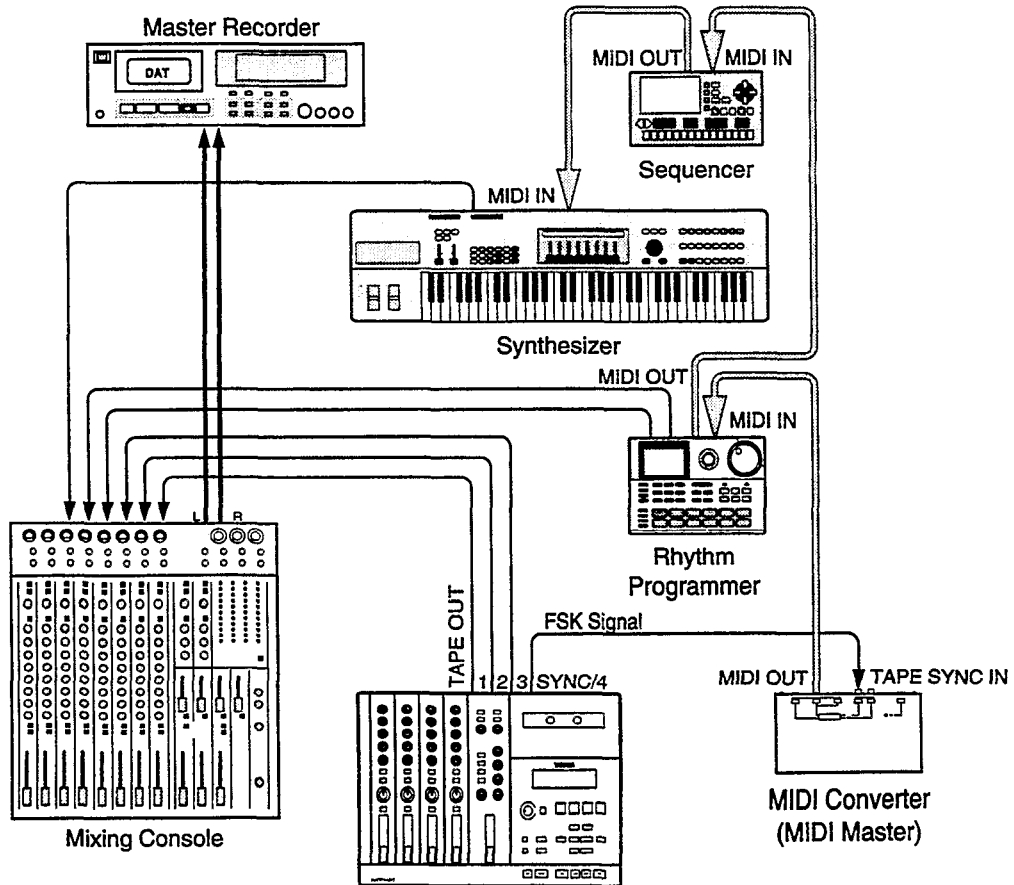 Master Recorder
DAT
MIDI OUT
MIDI IN
Sequencer
MIDI IN
Synthesizer
MIDI OUT
MIDI IN
L
R
Rhythm
Programmer
FSK Signal
TAPE OUT
1
2
3
SYNC/4
MIDI OUT
TAPE SYNC IN
Mixing Console
MIDI Converter
(MIDI Master)